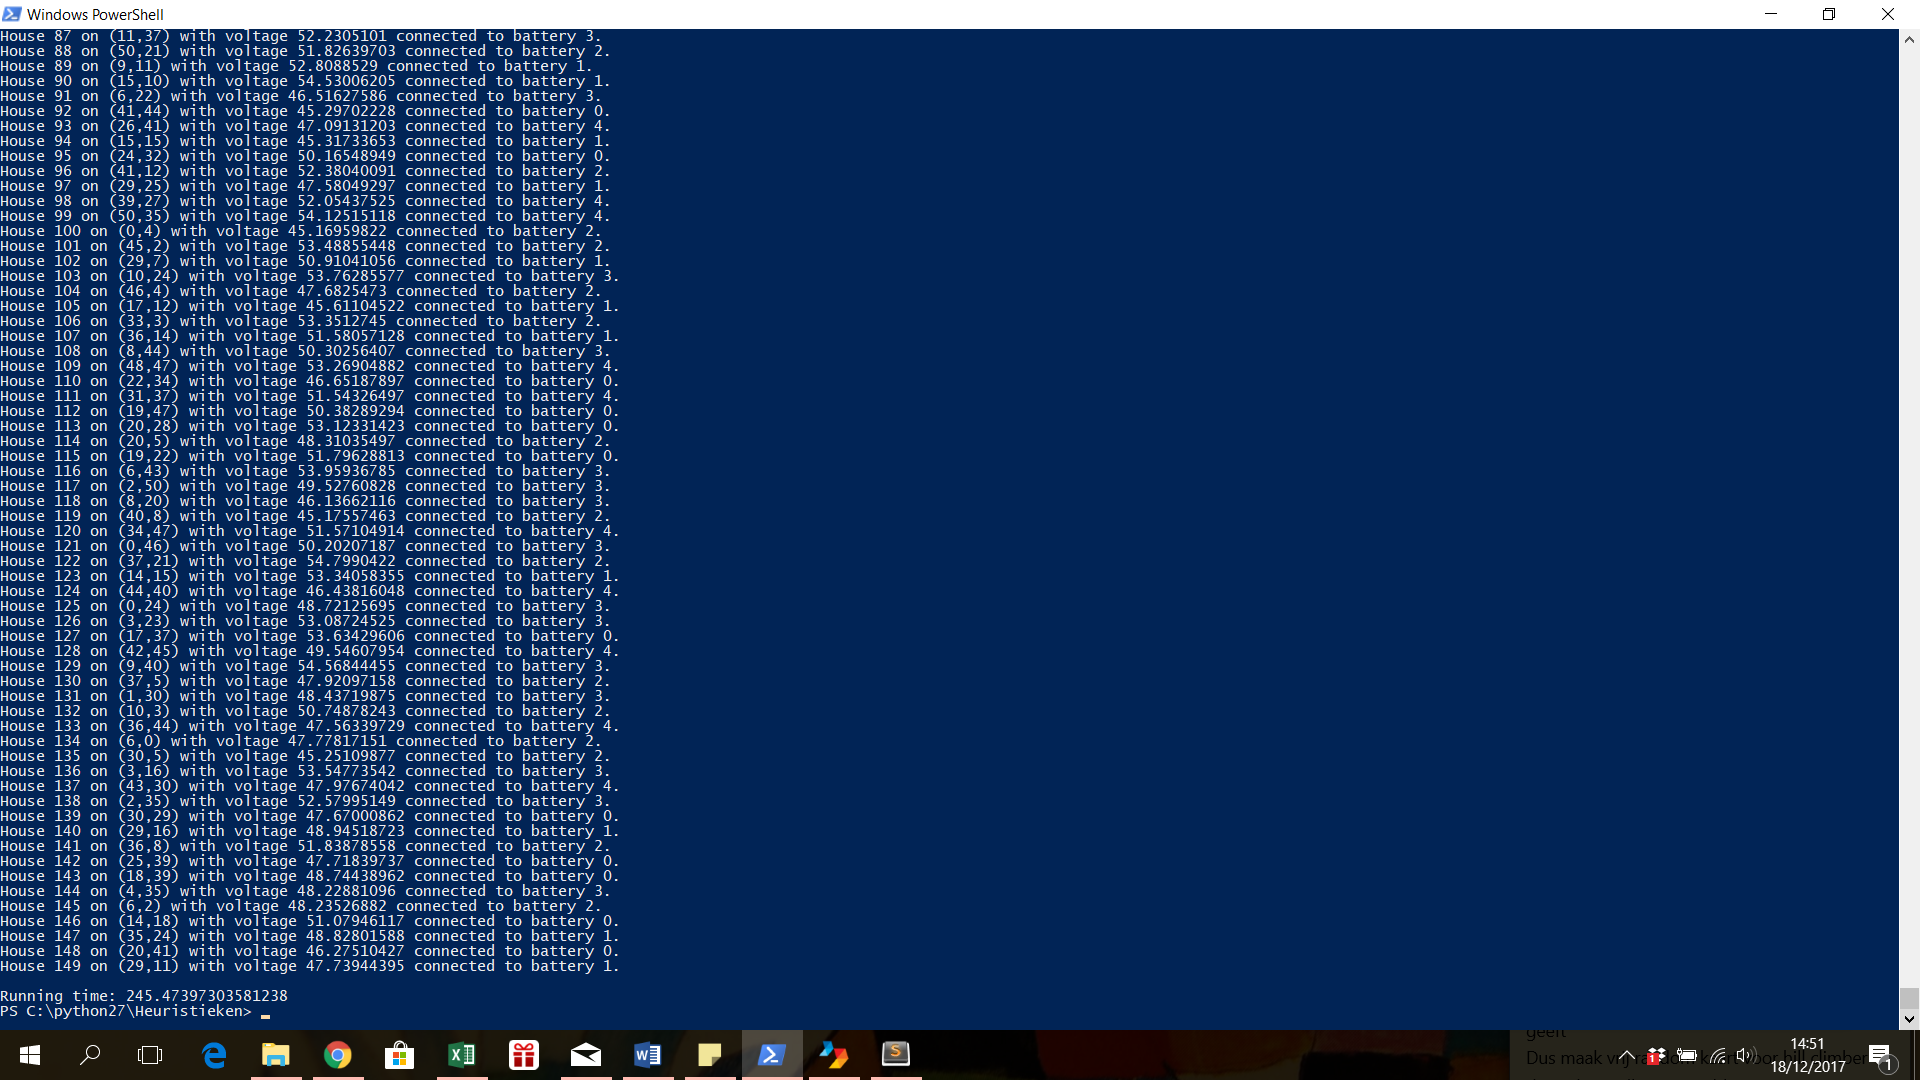 Windows PowerShell
House 87 on (11,37) with voltage 52.2305101 connected to battery 3.
House 88 on (50,21) with voltage 51.82639703 connected to battery 2.
House 89 on (9,11) with voltage 52.8088529 connected to battery 1.
House 90 on (15,10) with voltage 54.53006205 connected to battery 1.
House 91 on (6,22) with voltage 46.51627586 connected to battery 3.
House 92 on (41,44) with voltage 45.29702228 connected to battery 0.
House 93 on (26,41) with voltage 47.09131203 connected to battery 4.
House 94 on (15,15) with voltage 45.31733653 connected to battery 1.
House 95 on (24,32) with voltage 50.16548949 connected to battery 0.
House 96 on (41,12) with voltage 52.38040091 connected to battery 2.
House 97 on (29,25) with voltage 47.58049297 connected to battery 1.
House 98 on (39,27) with voltage 52.05437525 connected to battery 4.
House 99 on (50,35) with voltage 54.12515118 connected to battery 4.
House 100 on (0,4) with voltage 45.16959822 connected to battery 2.
House 101 on (45,2) with voltage 53.48855448 connected to battery 2.
House 102 on (29,7) with voltage 50.91041056 connected to battery 1.
House 103 on (10,24) with voltage 53.76285577 connected to battery 3.
House 104 on (46,4) with voltage 47.6825473 connected to battery 2.
House 105 on (17,12) with voltage 45.61104522 connected to battery 1.
House 106 on (33,3) with voltage 53.3512745 connected to battery 2.
House 107 on (36,14) with voltage 51.58057128 connected to battery 1.
House 108 on (8,44) with voltage 50.30256407 connected to battery 3.
House 109 on (48,47) with voltage 53.26904882 connected to battery 4.
House 110 on (22,34) with voltage 46.65187897 connected to battery 0.
House 111 on (31,37) with voltage 51.54326497 connected to battery 4.
House 112 on (19,47) with voltage 50.38289294 connected to battery 0.
House 113 on (20,28) with voltage 53.12331423 connected to battery 0.
House 114 on (20,5) with voltage 48.31035497 connected to battery 2.
House 115 on (19,22) with voltage 51.79628813 connected to battery 0.
House 116 on (6,43) with voltage 53.95936785 connected to battery 3.
House 117 on (2,50) with voltage 49.52760828 connected to battery 3.
House 118 on (8,20) with voltage 46.13662116 connected to battery 3.
House 119 on (40,8) with voltage 45.17557463 connected to battery 2.
House 120 on (34,47) with voltage 51.57104914 connected to battery 4.
House 121 on (0,46) with voltage 50.20207187 connected to battery 3.
House 122 on (37,21) with voltage 54.7990422 connected to battery 2.
House 123 on (14,15) with voltage 53.34058355 connected to battery 1.
House 124 on (44,40) with voltage 46.43816048 connected to battery 4.
House 125 on (0,24) with voltage 48.72125695 connected to battery 3.
House 126 on (3,23) with voltage 53.08724525 connected to battery 3.
House 127 on (17,37) with voltage 53.63429606 connected to battery 0.
House 128 on (42,45) with voltage 49.54607954 connected to battery 4.
House 129 on (9,40) with voltage 54.56844455 connected to battery 3.
House 130 on (37,5) with voltage 47.92097158 connected to battery 2.
House 131 on (1,30) with voltage 48.43719875 connected to battery 3.
House 132 on (10,3) with voltage 50.74878243 connected to battery 2.
House 133 on (36,44) with voltage 47.56339729 connected to battery 4.
House 134 on (6,0) with voltage 47.77817151 connected to battery 2.
House 135 on (30,5) with voltage 45.25109877 connected to battery 2.
House 136 on (3,16) with voltage 53.54773542 connected to battery 3.
House 137 on (43,30) with voltage 47.97674042 connected to battery 4.
House 138 on (2,35) with voltage 52.57995149 connected to battery 3.
House 139 on (30,29) with voltage 47.67000862 connected to battery 0.
House 140 on (29,16) with voltage 48.94518723 connected to battery 1.
House 141 on (36,8) with voltage 51.83878558 connected to battery 2.
House 142 on (25,39) with voltage 47.71839737 connected to battery 0.
House 143 on (18,39) with voltage 48.74438962 connected to battery 0.
House 144 on (4,35) with voltage 48.22881096 connected to battery 3.
House 145 on (6,2) with voltage 48.23526882 connected to battery 2.
House 146 on (14,18) with voltage 51.07946117 connected to battery 0.
House 147 on (35,24) with voltage 48.82801588 connected to battery 1.
House 148 on (20,41) with voltage 46.27510427 connected to battery 0.
House 149 on (29,11) with voltage 47.73944395 connected to battery 1.
Running time: 245.47397303581238
PS C:\python27\Heuristieken> _
geeft
Dus maak vrij hill climber
14:51
18/12/2017
1
1